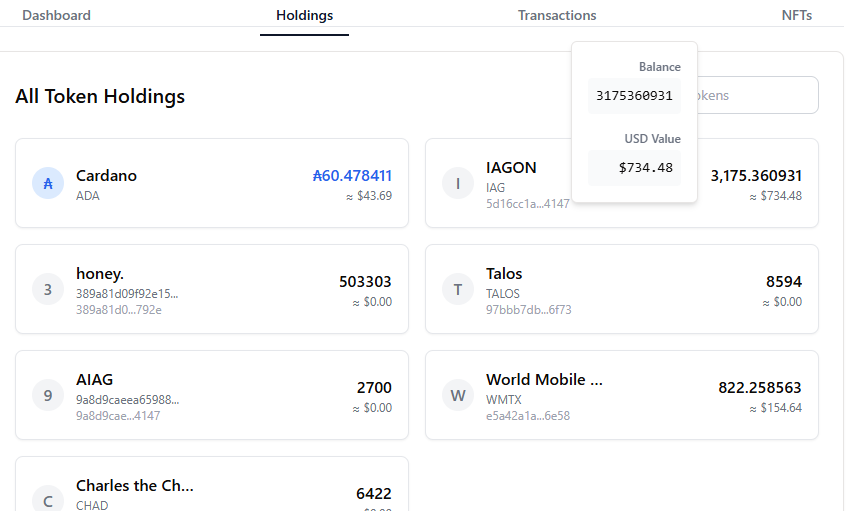 Dashboard
Holdings
Transactions
NFTs
All Token Holdings
Balance
3175360931
USD Value
$734.48
Cardano
ADA
₳60.478411
≈ $43.69
IAGON
IAG
5d16cc1a...4147
3,175.360931
≈ $734.48
3
honey.
389a81d09f92e15...
389a81d0...792e
503303
≈ $0.00
T
Talos
TALOS
97bbb7db...6f73
8594
≈ $0.00
9
AIAG
9a8d9caeea65988...
9a8d9cae...4147
2700
≈ $0.00
W
World Mobile ...
WMTX
e5a42a1a...6e58
822.258563
≈ $154.64
C
Charles the Ch...
CHAD
6422